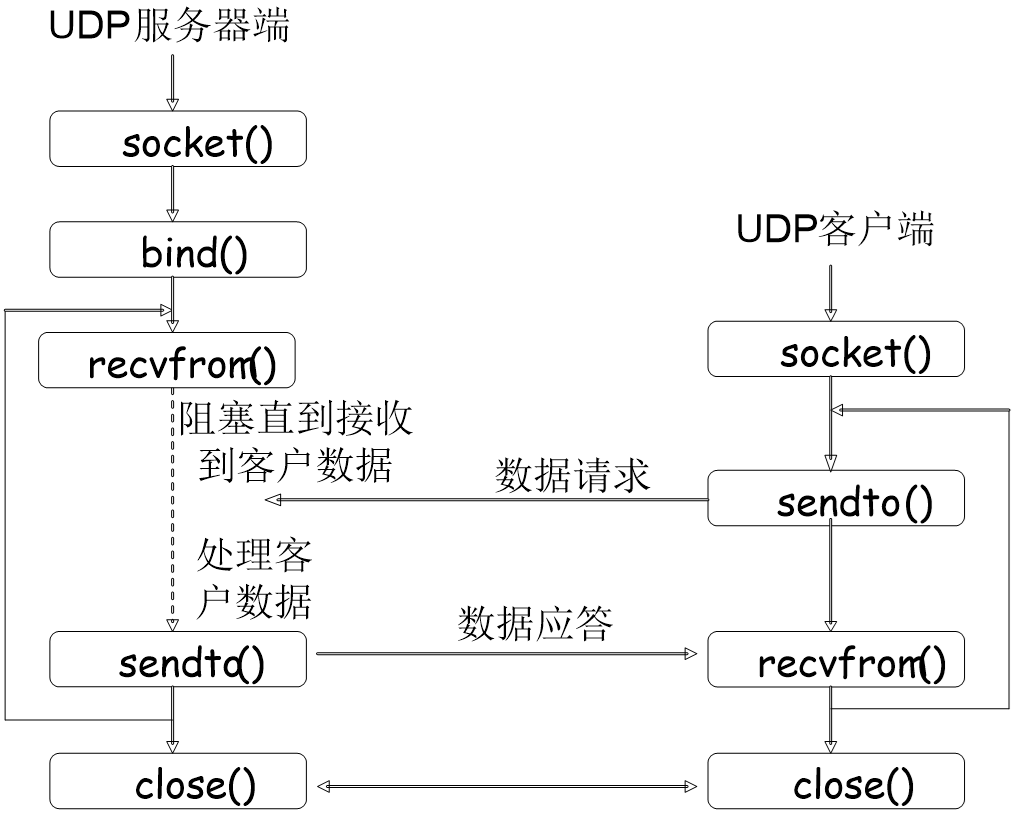 UDP服务器端
socket()
bind()
recvfrom()
阻塞直到接收
到客户数据
处理客
户数据
sendto()
close()
UDP客户端
socket()
数据请求
sendto()
数据应答
recvfrom()
close()